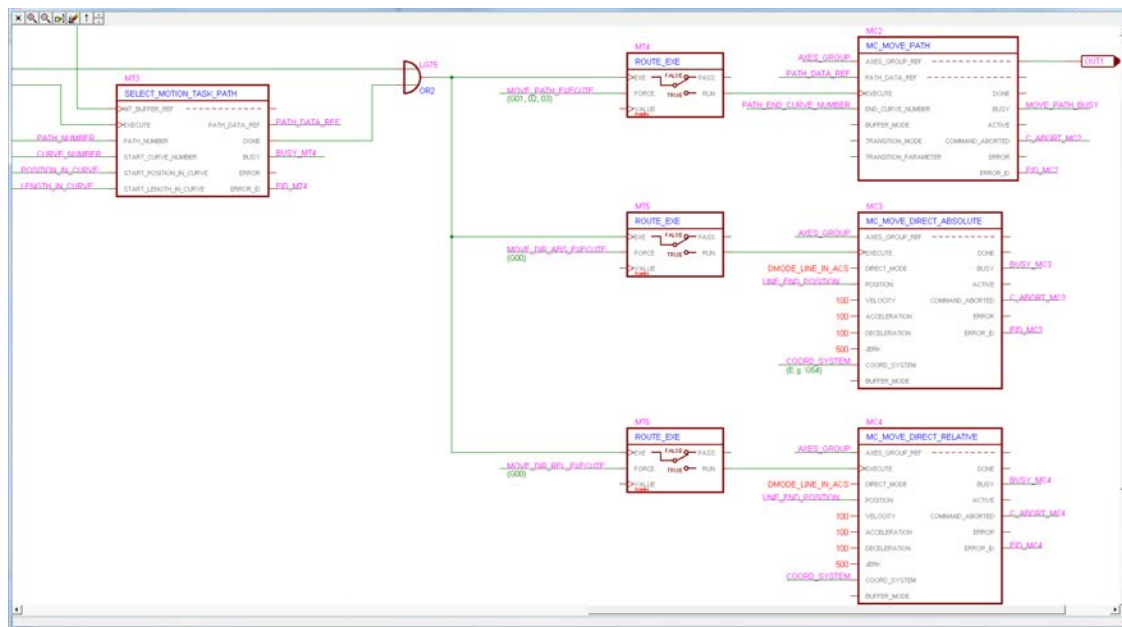 MT3
SELECT_MOTION_TASK_PATH
MT_BUFFER_REF
EXECUTE PATH_DATA_REF PATH_DATA_REF
PATH_NUMBER PATH_NUMBER DONE
CURVE_NUMBER START_CURVE_NUMBER BUSY BUSY_MT4
POSITION_IN_CURVE START_POSITION_IN_CURVE ERROR
LENGTH_IN_CURVE START_LENGTH_IN_CURVE ERROR_ID EID_MT4
LG75
OR2
MT4
ROUTE_EXE
EXE FALSE PASS
MOVE_PATH_EXECUTE FORCE TRUE RUN
(G01, 02, 03)
VALUE
MC2
MC_MOVE_PATH
AXES_GROUP AXES_GROUP_REF OUT1
PATH_DATA_REF PATH_DATA_REF
EXECUTE DONE
PATH_END_CURVE_NUMBER END_CURVE_NUMBER BUSY MOVE_PATH_BUSY
BUFFER_MODE ACTIVE
TRANSITION_MODE COMMAND_ABORTED C_ABORT_MC2
TRANSITION_PARAMETER ERROR
ERROR_ID EID_MC2
MT5
ROUTE_EXE
EXE FALSE PASS
MOVE_DIR_ABS_EXECUTE FORCE TRUE RUN
(G00)
VALUE
MC3
MC_MOVE_DIRECT_ABSOLUTE
AXES_GROUP AXES_GROUP_REF
EXECUTE DONE
DMODE_LINE_IN_ACS DIRECT_MODE BUSY BUSY_MC3
LINE_END_POSITION POSITION ACTIVE
100 VELOCITY COMMAND_ABORTED C_ABORT_MC3
100 ACCELERATION ERROR
100 DECELERATION ERROR_ID EID_MC3
500 JERK
COORD_SYSTEM COORD_SYSTEM
(E.g. G54)
BUFFER_MODE
MT6
ROUTE_EXE
EXE FALSE PASS
MOVE_DIR_REL_EXECUTE FORCE TRUE RUN
(G00)
VALUE
MC4
MC_MOVE_DIRECT_RELATIVE
AXES_GROUP AXES_GROUP_REF
EXECUTE DONE
DMODE_LINE_IN_ACS DIRECT_MODE BUSY BUSY_MC4
LINE_END_POSITION POSITION ACTIVE
100 VELOCITY COMMAND_ABORTED C_ABORT_MC4
100 ACCELERATION ERROR
100 DECELERATION ERROR_ID EID_MC4
500 JERK
COORD_SYSTEM COORD_SYSTEM
BUFFER_MODE